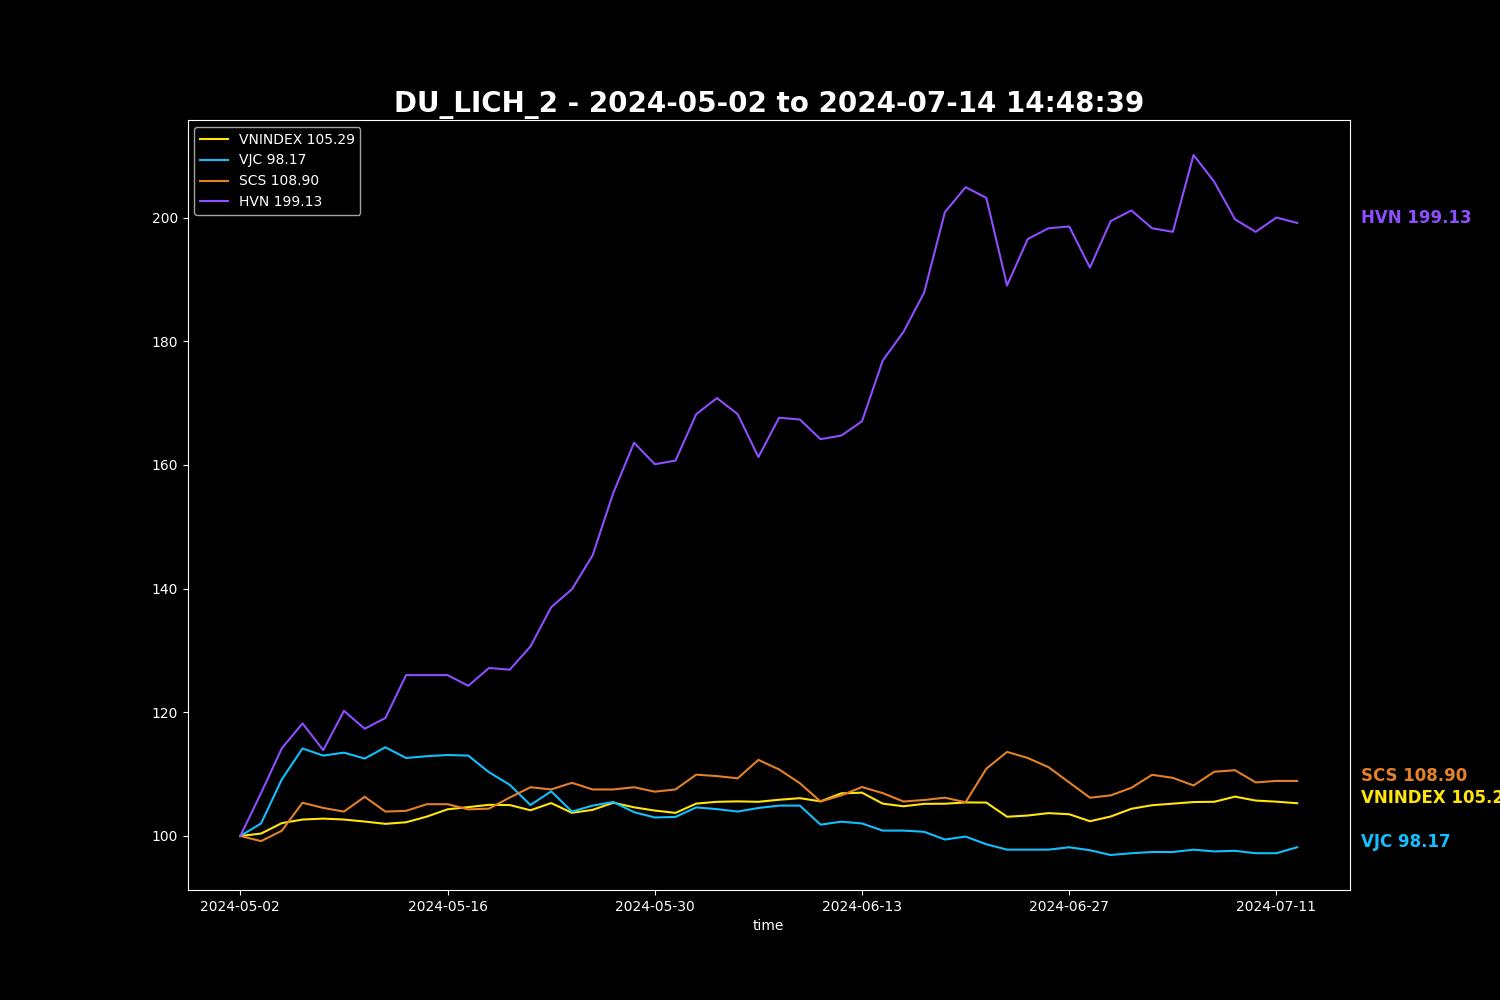 DU_LICH_2 - 2024-05-02 to 2024-07-14 14:48:39
VNINDEX 105.29
VJC 98.17
SCS 108.90
HVN 199.13
200
180
160
140
120
100
HVN 199.13
SCS 108.90
VNINDEX 105.2
VJC 98.17
2024-05-02 2024-05-16 2024-05-30 2024-06-13 2024-06-27 2024-07-11
time